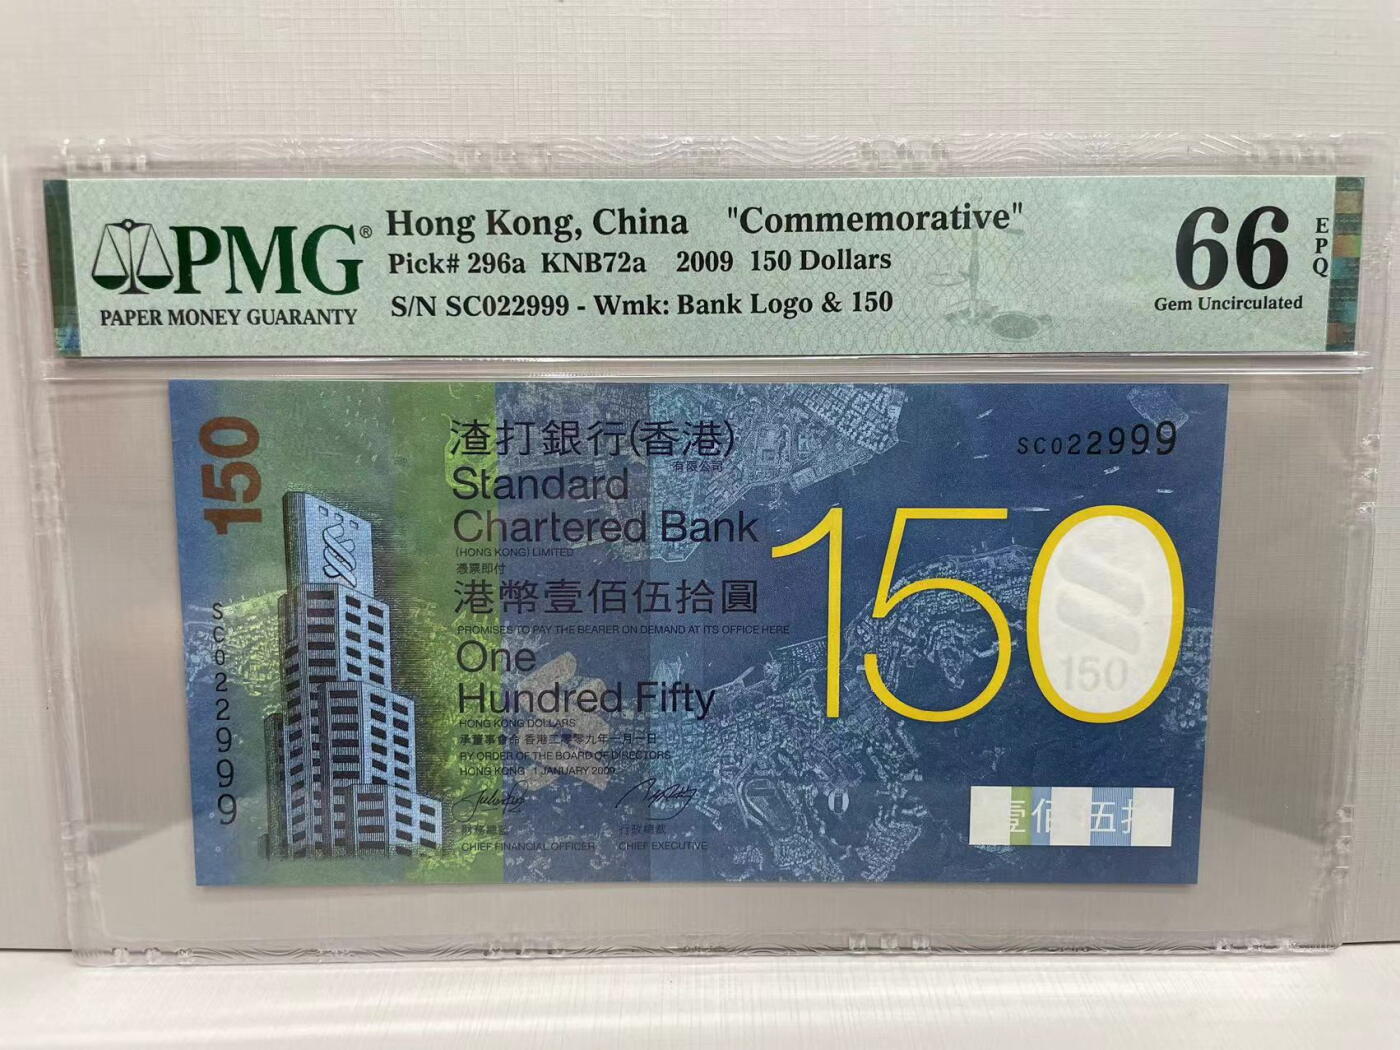 PMG®
PAPER MONEY GUARANTY
Hong Kong, China "Commemorative"
Pick# 296a KNB72a 2009 150 Dollars
S/N SC022999 - Wmk: Bank Logo & 150
66
EPQ
Gem Uncirculated
150
SC022999
渣打銀行(香港)
有限公司
Standard
Chartered Bank
(HONG KONG) LIMITED
憑票即付
港幣壹佰伍拾圓
PROMISES TO PAY THE BEARER ON DEMAND AT ITS OFFICE HERE
One
Hundred Fifty
HONG KONG DOLLARS
承董事會命 香港二零零九年一月一日
BY ORDER OF THE BOARD OF DIRECTORS
HONG KONG 1 JANUARY 2009
財務總監
CHIEF FINANCIAL OFFICER
行政總裁
CHIEF EXECUTIVE
SC022999
150
150
壹佰伍拾